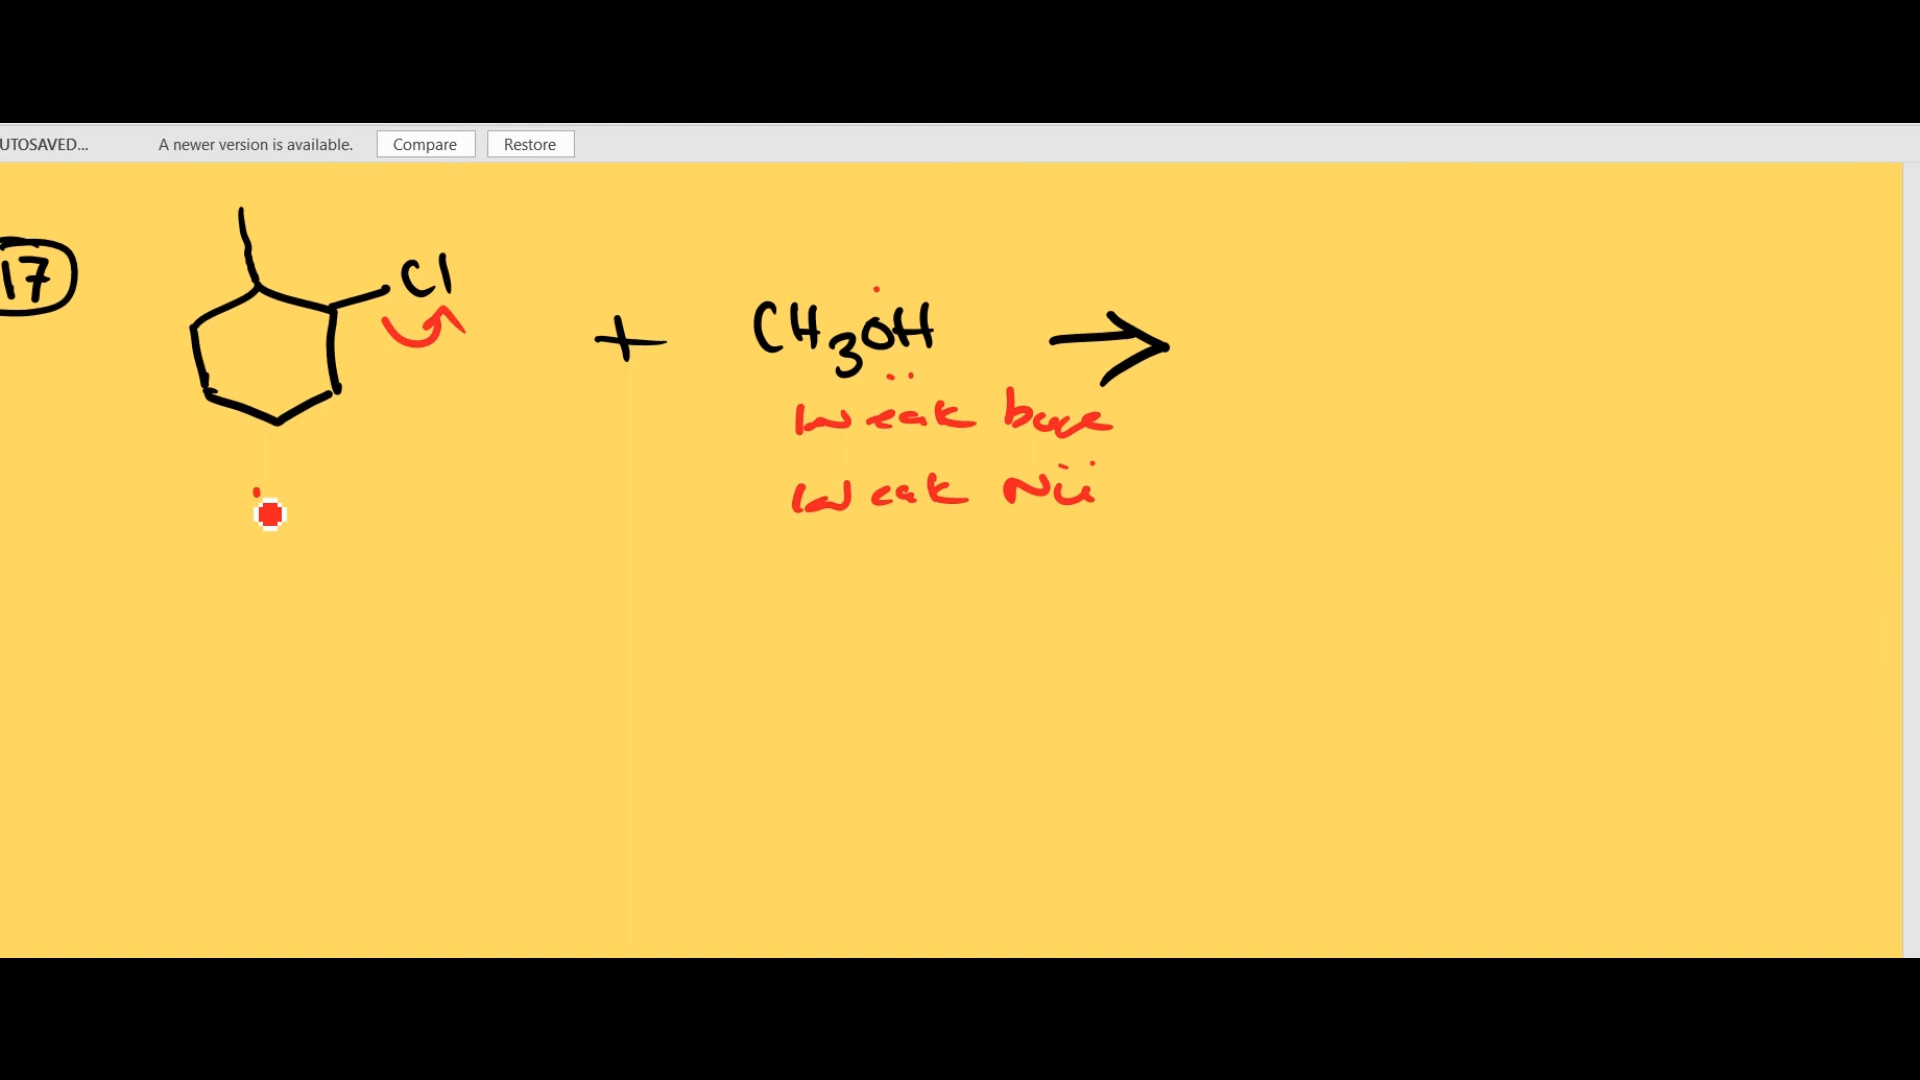 UTOSAVED... A newer version is available. Compare Restore
17
Cl
+ CH3OH →
weak base
weak Nu